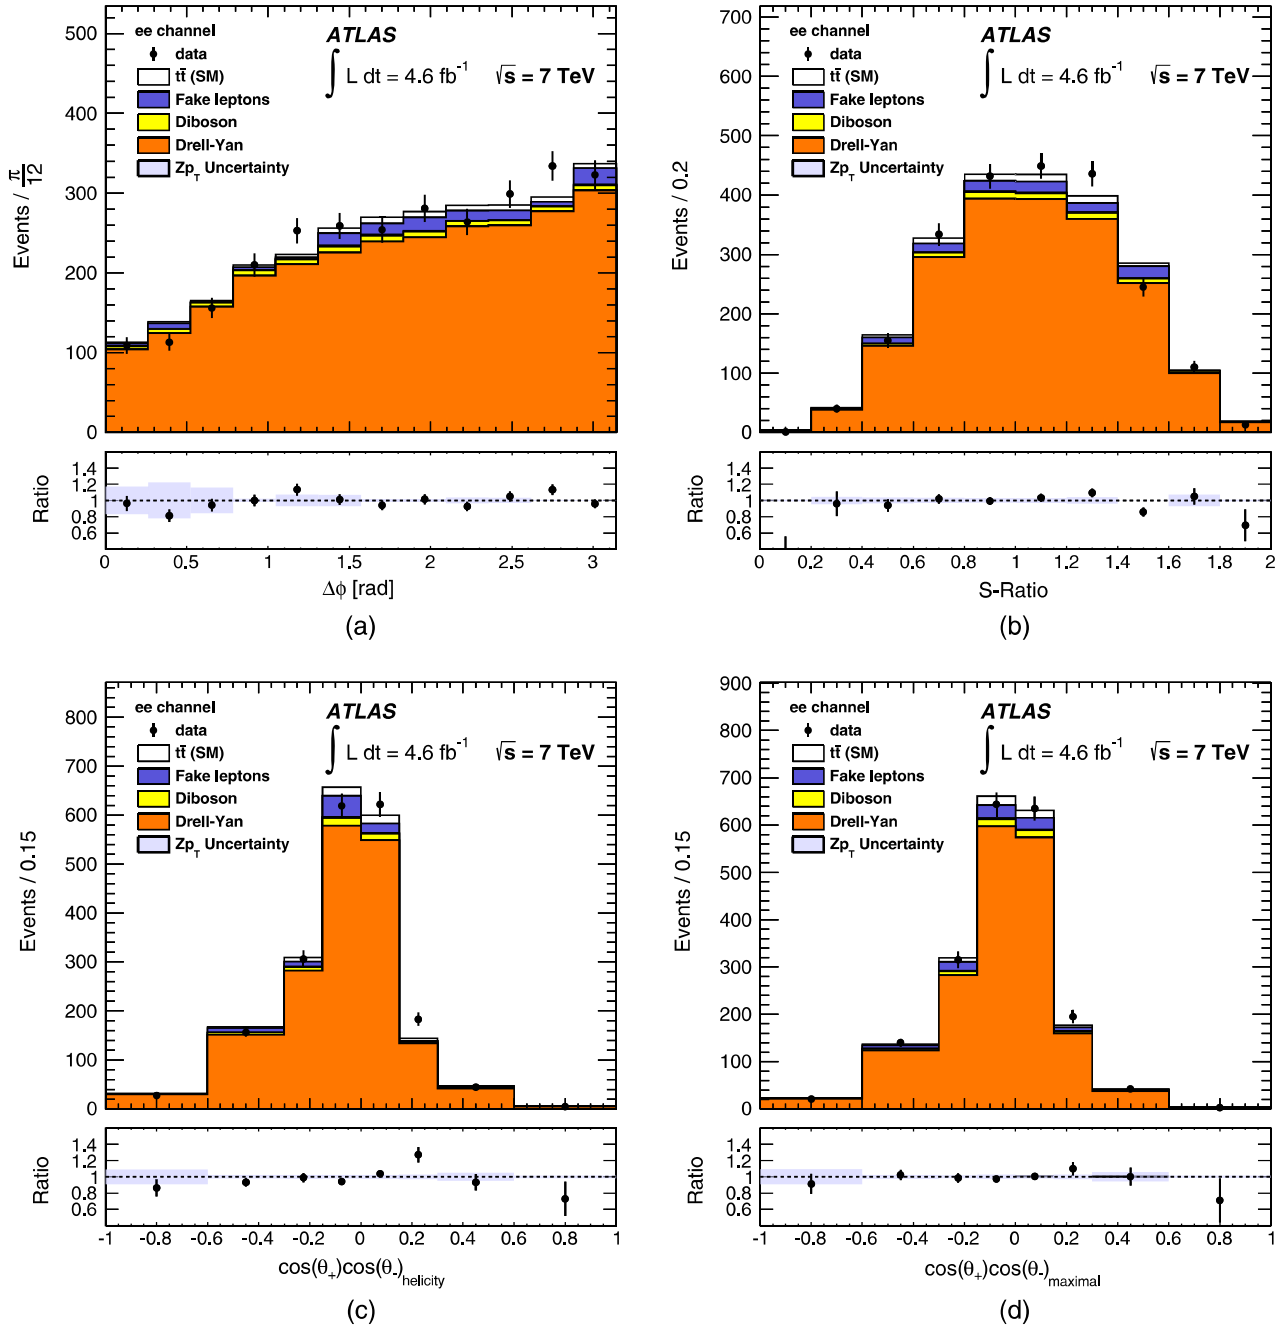 ee channel
data
tt̄ (SM)
Fake leptons
Diboson
Drell-Yan
Zp_T Uncertainty
ATLAS
∫ L dt = 4.6 fb⁻¹ √s = 7 TeV
Events / π/12
500
400
300
200
100
0
Ratio
1.4
1.2
1
0.8
0.6
0 0.5 1 1.5 2 2.5 3
Δϕ [rad]
(a)
ee channel
data
tt̄ (SM)
Fake leptons
Diboson
Drell-Yan
Zp_T Uncertainty
ATLAS
∫ L dt = 4.6 fb⁻¹ √s = 7 TeV
Events / 0.2
700
600
500
400
300
200
100
0
Ratio
1.4
1.2
1
0.8
0.6
0 0.2 0.4 0.6 0.8 1 1.2 1.4 1.6 1.8 2
S-Ratio
(b)
ee channel
data
tt̄ (SM)
Fake leptons
Diboson
Drell-Yan
Zp_T Uncertainty
ATLAS
∫ L dt = 4.6 fb⁻¹ √s = 7 TeV
Events / 0.15
800
700
600
500
400
300
200
100
0
Ratio
1.4
1.2
1
0.8
0.6
-1 -0.8 -0.6 -0.4 -0.2 0 0.2 0.4 0.6 0.8 1
cos(θ₊)cos(θ₋)helicity
(c)
ee channel
data
tt̄ (SM)
Fake leptons
Diboson
Drell-Yan
Zp_T Uncertainty
ATLAS
∫ L dt = 4.6 fb⁻¹ √s = 7 TeV
Events / 0.15
900
800
700
600
500
400
300
200
100
0
Ratio
1.4
1.2
1
0.8
0.6
-1 -0.8 -0.6 -0.4 -0.2 0 0.2 0.4 0.6 0.8 1
cos(θ₊)cos(θ₋)maximal
(d)